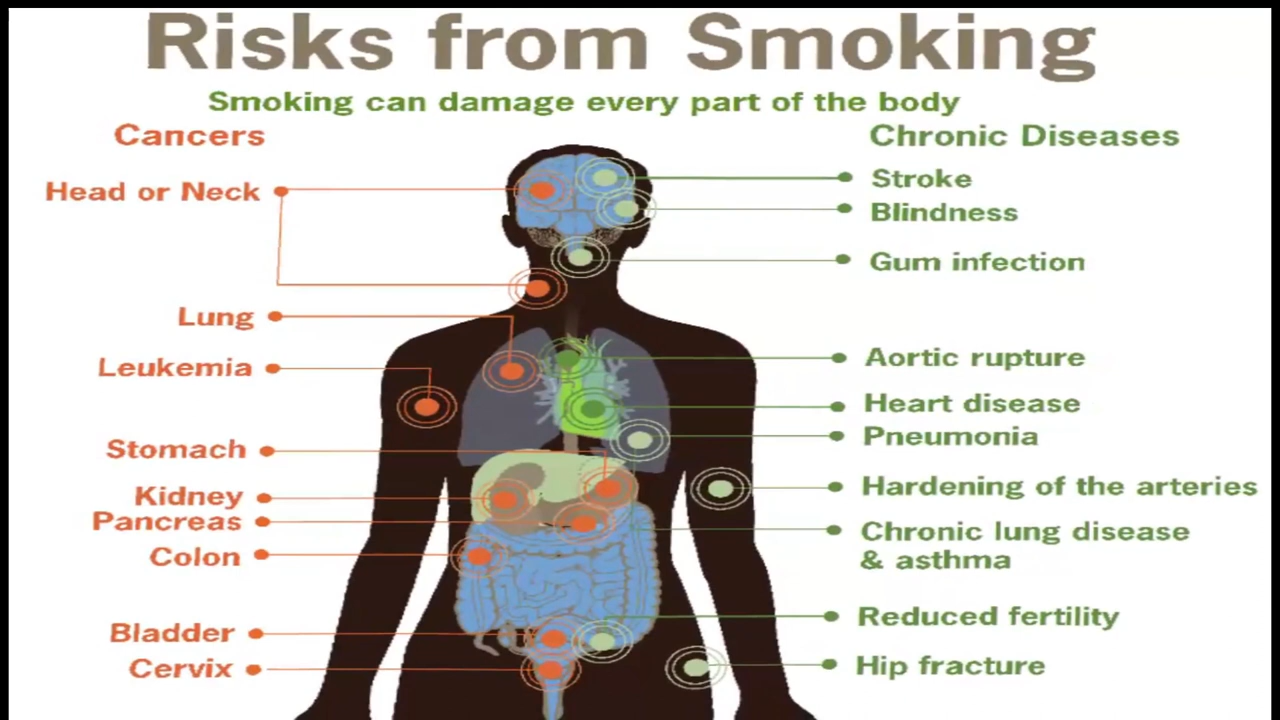 Risks from Smoking
Smoking can damage every part of the body
Cancers
Head or Neck
Lung
Leukemia
Stomach
Kidney
Pancreas
Colon
Bladder
Cervix
Chronic Diseases
Stroke
Blindness
Gum infection
Aortic rupture
Heart disease
Pneumonia
Hardening of the arteries
Chronic lung disease
& asthma
Reduced fertility
Hip fracture